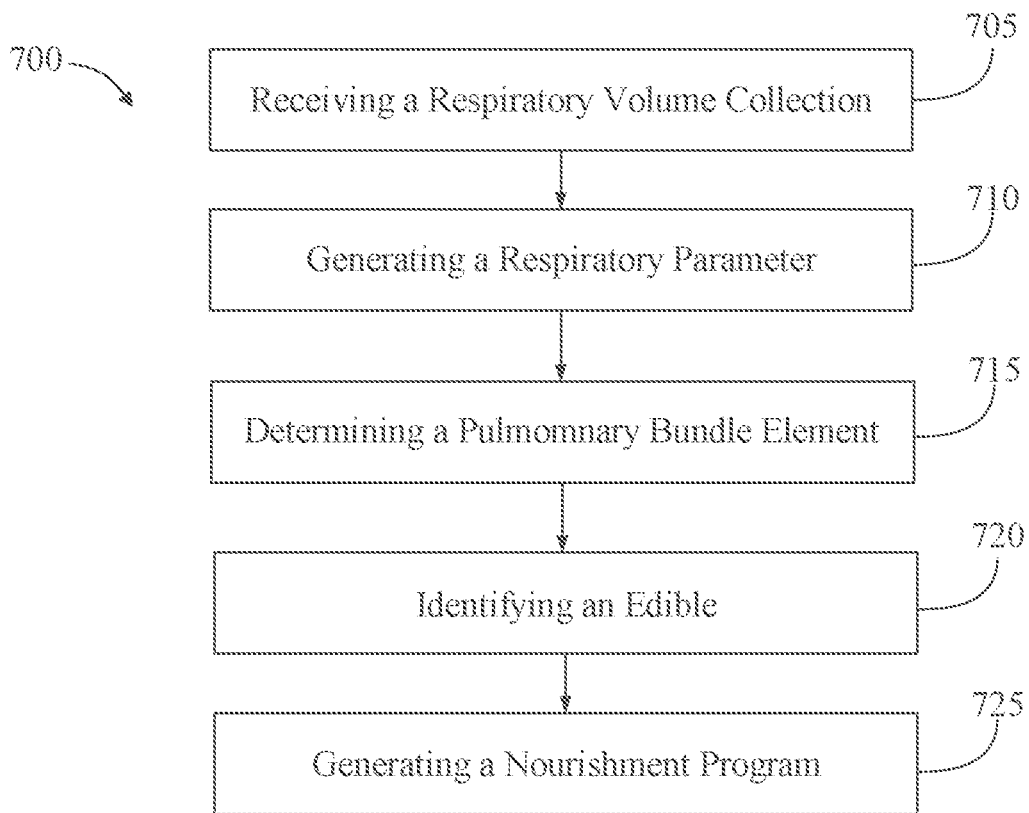 700
705
Receiving a Respiratory Volume Collection
710
Generating a Respiratory Parameter
715
Determining a Pulmomnary Bundle Element
720
Identifying an Edible
725
Generating a Nourishment Program